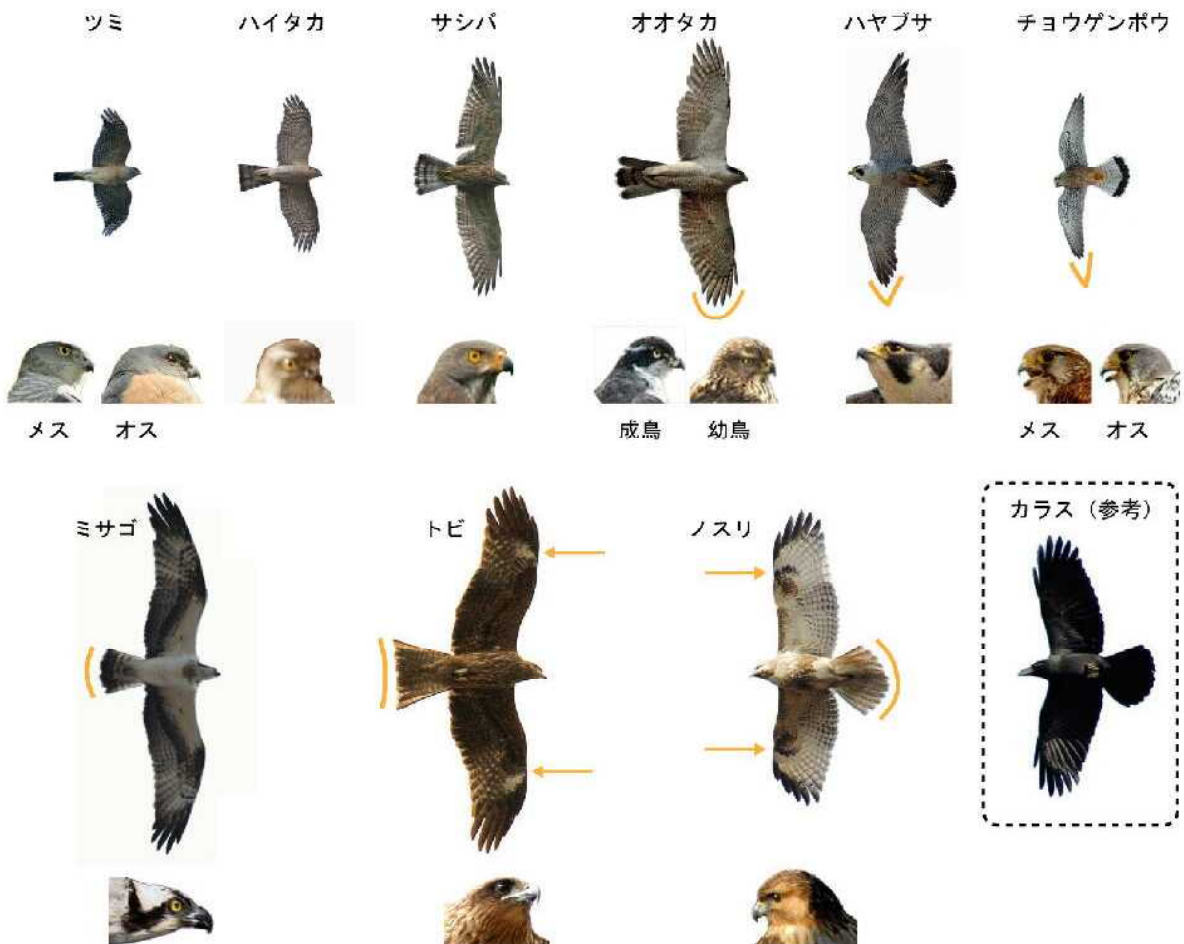 ツミ
ハイタカ
サシバ
オオタカ
ハヤブサ
チョウゲンボウ
メス
オス
成鳥
幼鳥
メス
オス
ミサゴ
トビ
ノスリ
カラス（参考）